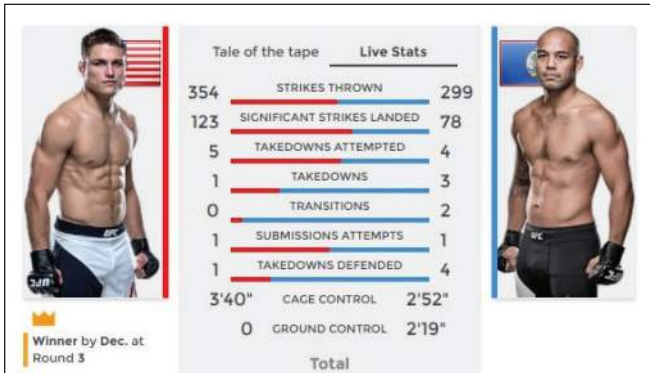 Tale of the tape Live Stats
354 STRIKES THROWN 299
123 SIGNIFICANT STRIKES LANDED 78
5 TAKEDOWNS ATTEMPTED 4
1 TAKEDOWNS 3
0 TRANSITIONS 2
1 SUBMISSIONS ATTEMPTS 1
1 TAKEDOWNS DEFENDED 4
3'40" CAGE CONTROL 2'52"
0 GROUND CONTROL 2'19"
Total
Winner by Dec. at
Round 3
UFC
UFC